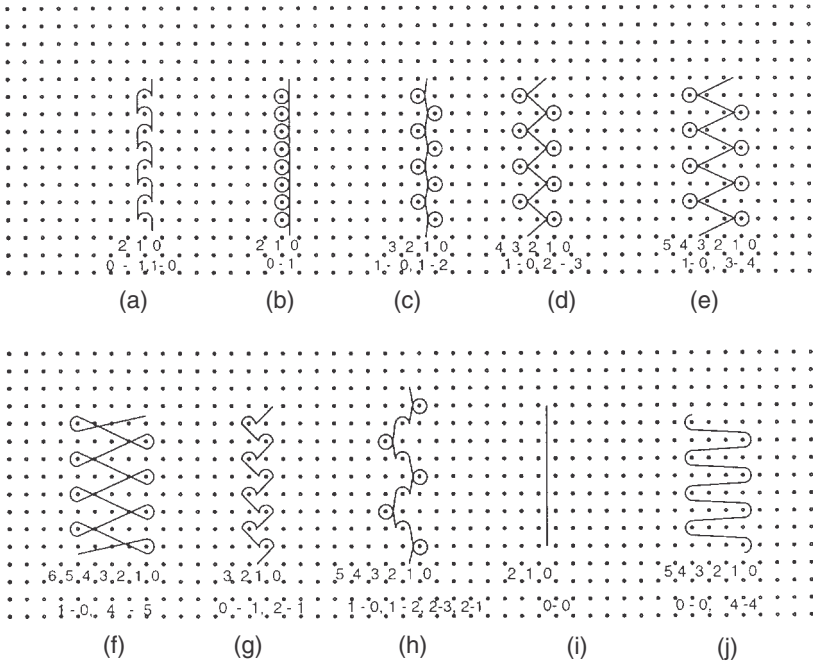 2 1 0 2 1 0 3 2 1 0 4 3 2 1 0 5 4 3 2 1 0
0 - 1, 1-0 0 - 1 1 - 0, 1 - 2 1 - 0, 2 - 3 1 - 0, 3 - 4
(a) (b) (c) (d) (e)
6,5,4,3,2,1,0 3, 2 1, 0 5 4 3 2 1 0 2 1 0 5 4 3 2 1 0
1 - 0, 4 - 5 0 - 1, 2 - 1 1 - 0, 1 - 2, 2-3, 2-1 0-0 0 - 0, 4-4
(f) (g) (h) (i) (j)